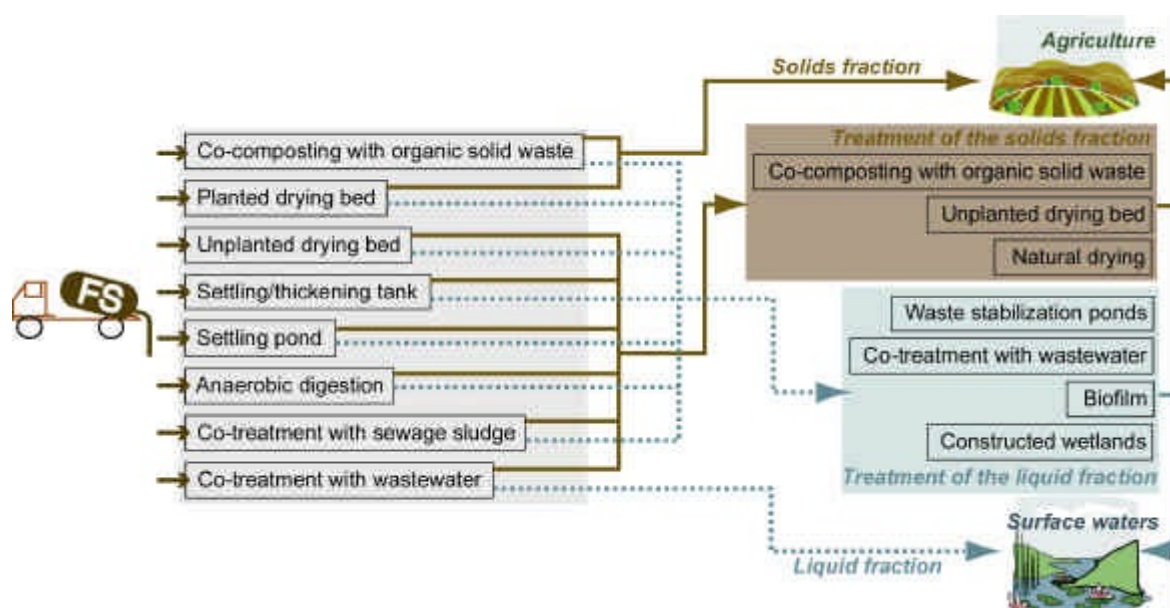 Agriculture
Solids fraction
Treatment of the solids fraction
Co-composting with organic solid waste
Co-composting with organic solid waste
Planted drying bed
Unplanted drying bed
Unplanted drying bed
Natural drying
FS
Settling/thickening tank
Settling pond
Anaerobic digestion
Co-treatment with sewage sludge
Co-treatment with wastewater
Waste stabilization ponds
Co-treatment with wastewater
Biofilm
Constructed wetlands
Treatment of the liquid fraction
Surface waters
Liquid fraction